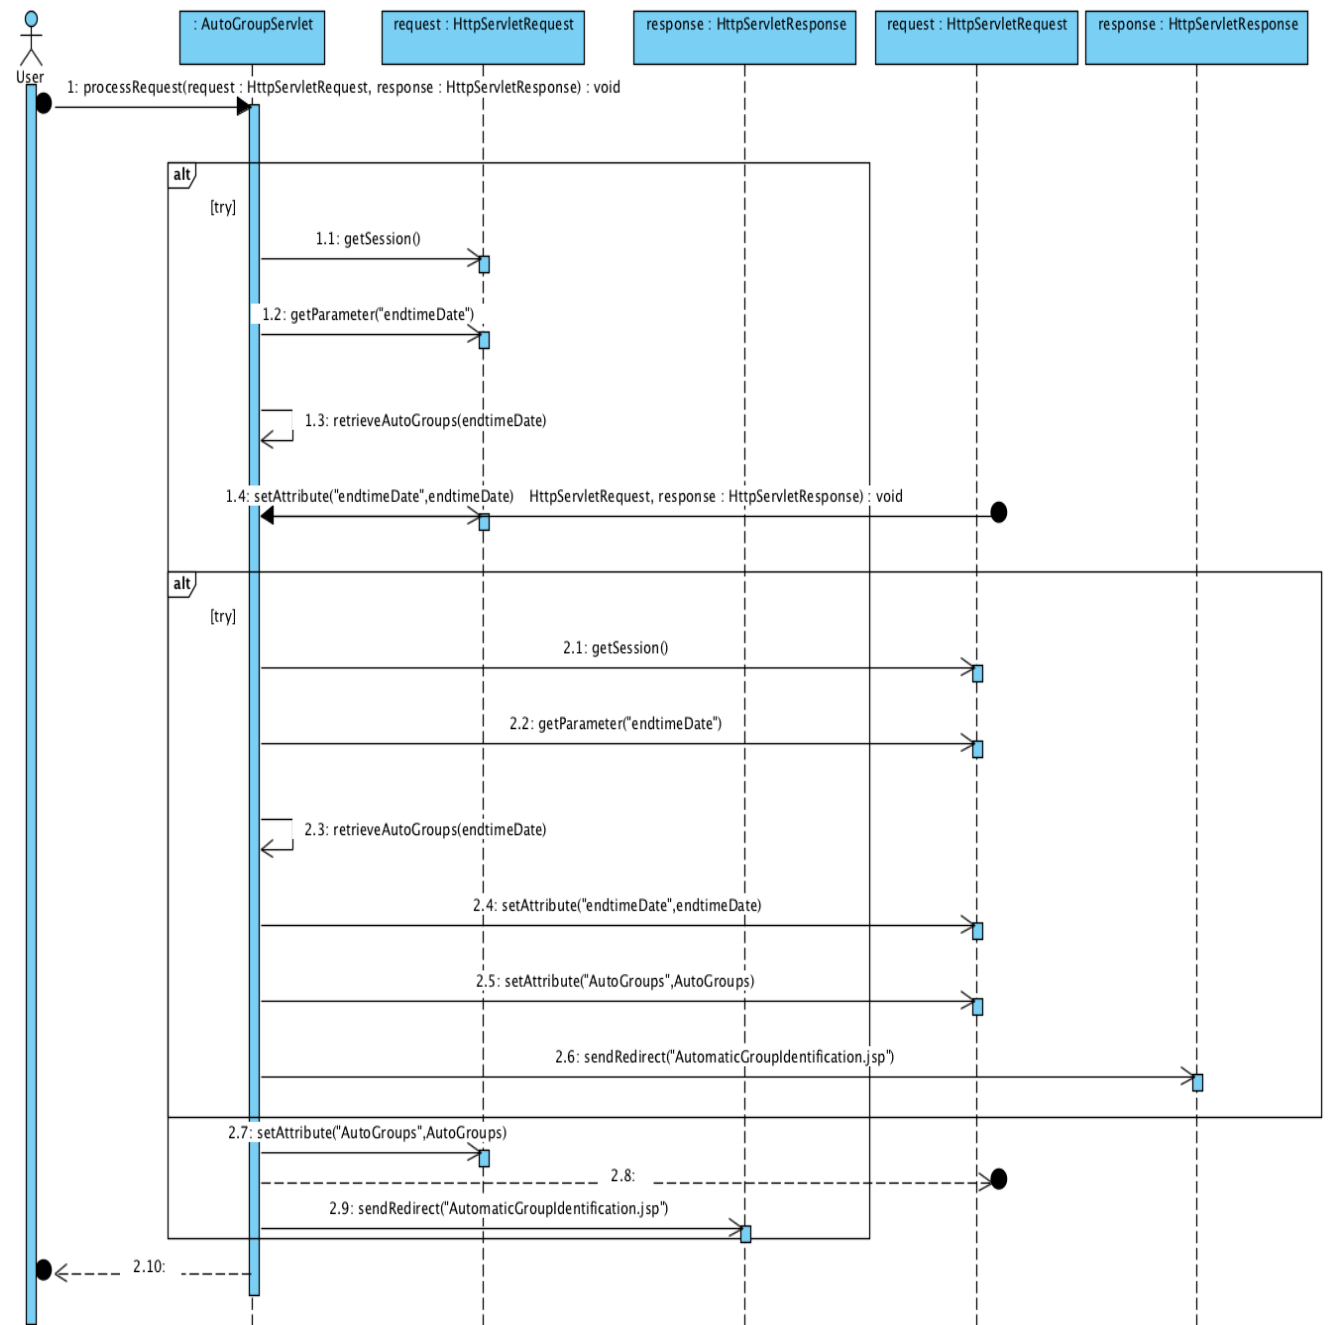 : AutoGroupServlet
request : HttpServletRequest
response : HttpServletResponse
request : HttpServletRequest
response : HttpServletResponse
User
1: processRequest(request : HttpServletRequest, response : HttpServletResponse) : void
alt
[try]
1.1: getSession()
1.2: getParameter("endtimeDate")
1.3: retrieveAutoGroups(endtimeDate)
1.4: setAttribute("endtimeDate",endtimeDate)
HttpServletRequest, response : HttpServletResponse) : void
alt
[try]
2.1: getSession()
2.2: getParameter("endtimeDate")
2.3: retrieveAutoGroups(endtimeDate)
2.4: setAttribute("endtimeDate",endtimeDate)
2.5: setAttribute("AutoGroups",AutoGroups)
2.6: sendRedirect("AutomaticGroupIdentification.jsp")
2.7: setAttribute("AutoGroups",AutoGroups)
2.8:
2.9: sendRedirect("AutomaticGroupIdentification.jsp")
2.10: